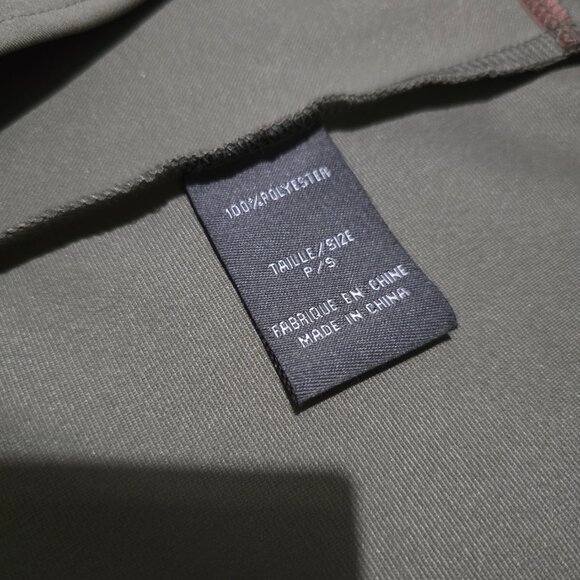 100%POLYESTER
TAILLE/SIZE
P/S
FABRIQUE EN CHINE
MADE IN CHINA